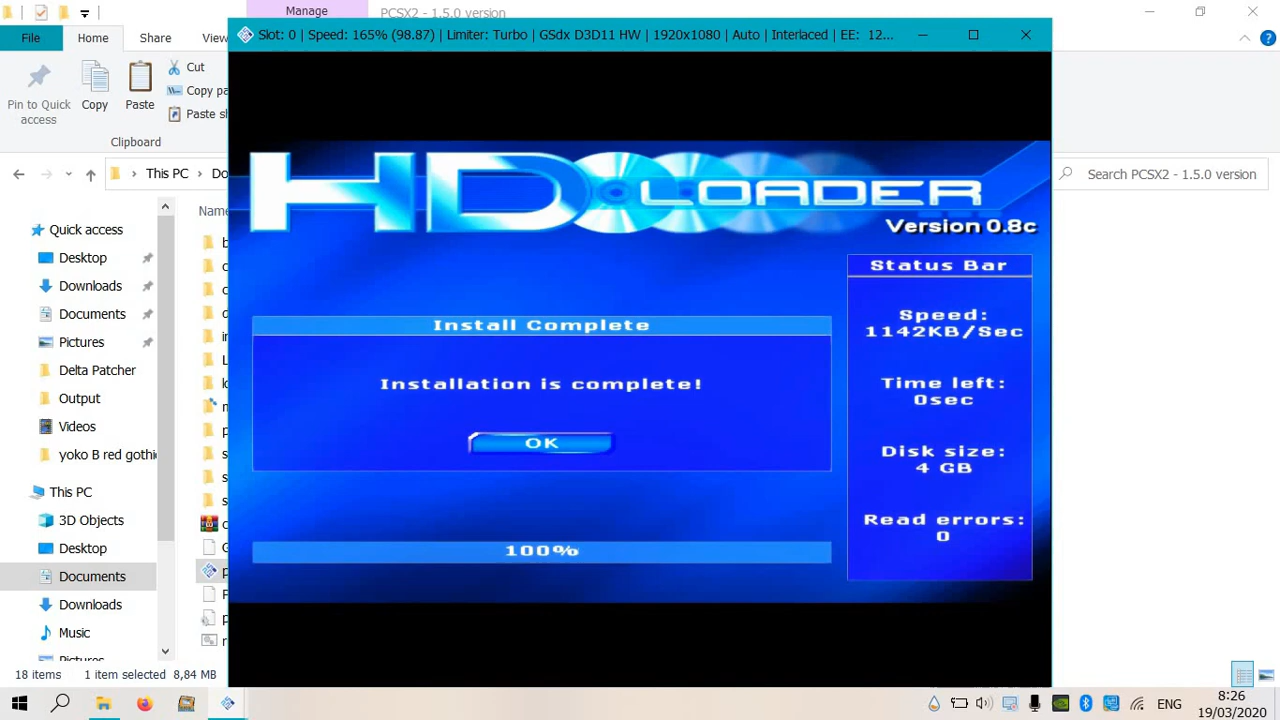 Manage
PCSX2 - 1.5.0 version
File
Home
Share
View
Slot: 0 | Speed: 165% (98.87) | Limiter: Turbo | GSdx D3D11 HW | 1920x1080 | Auto | Interlaced | EE: 12...
Pin to Quick
access
Copy
Paste
Cut
Copy pa
Paste sh
Clipboard
This PC
Do
Search PCSX2 - 1.5.0 version
Name
Quick access
Desktop
Downloads
Documents
Pictures
Delta Patcher
Output
Videos
yoko B red gothi
This PC
3D Objects
Desktop
Documents
Downloads
Music
Pictures
HD LOADER
Version 0.8c
Install Complete
Installation is complete!
OK
100%
Status Bar
Speed:
1142KB/Sec
Time left:
0sec
Disk size:
4 GB
Read errors:
0
18 items
1 item selected
8,84 MB
ENG
8:26
19/03/2020